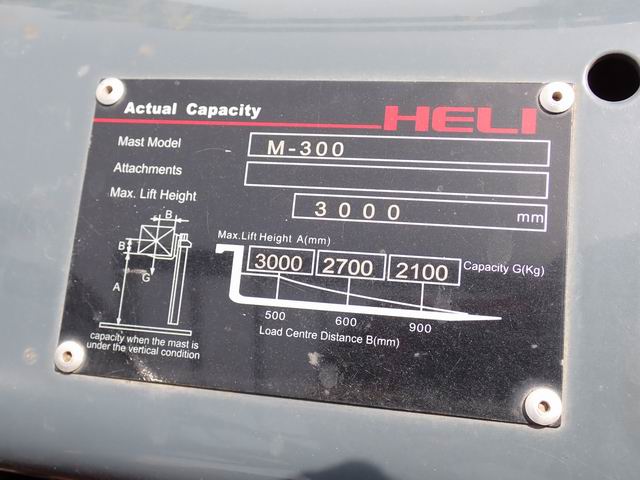 Actual Capacity
HELI
Mast Model M-300
Attachments
Max. Lift Height 3000 mm
B
B
G
A
Max.Lift Height A(mm)
3000 2700 2100 Capacity G(Kg)
500 600 900
Load Centre Distance B(mm)
capacity when the mast is
under the vertical condition